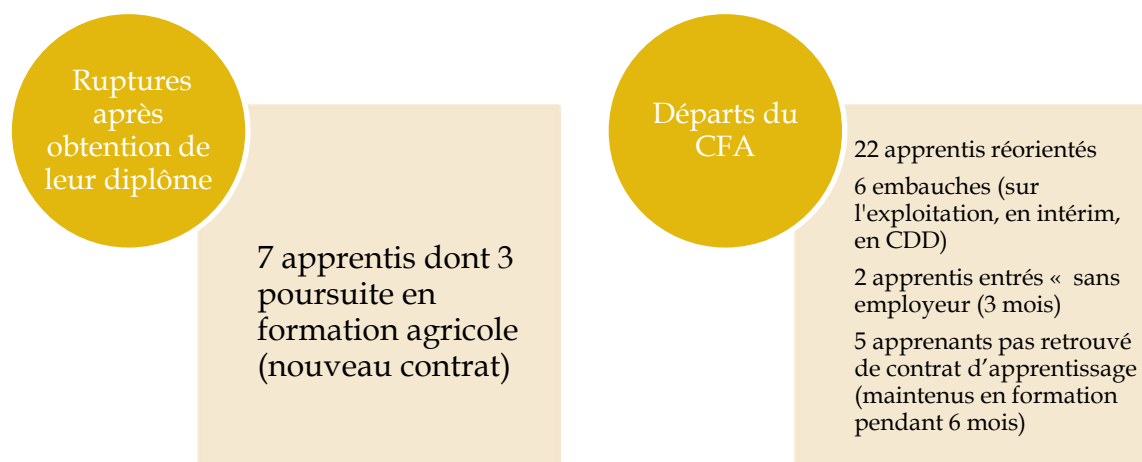 Ruptures
après
obtention de
leur diplôme
7 apprentis dont 3
poursuite en
formation agricole
(nouveau contrat)
Départs du
CFA
22 apprentis réorientés
6 embauches (sur
l'exploitation, en intérim,
en CDD)
2 apprentis entrés «  sans
employeur (3 mois)
5 apprenants pas retrouvé
de contrat d’apprentissage
(maintenus en formation
pendant 6 mois)